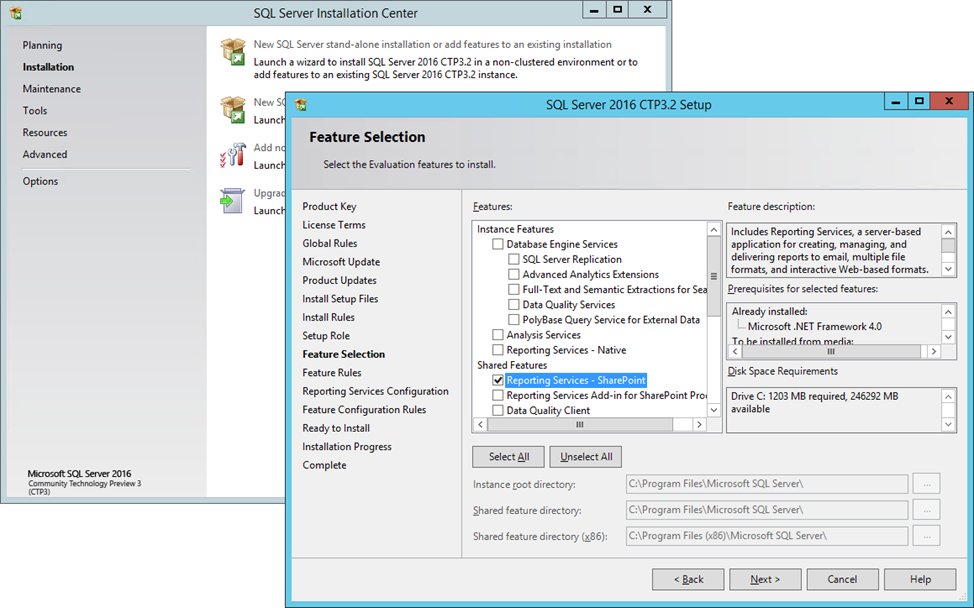 SQL Server Installation Center
Planning
Installation
Maintenance
Tools
Resources
Advanced
Options
Microsoft SQL Server 2016
Community Technology Preview 3
(CTP3)
New SQL Server stand-alone installation or add features to an existing installation
Launch a wizard to install SQL Server 2016 CTP3.2 in a non-clustered environment or to
add features to an existing SQL Server 2016 CTP3.2 instance.
New SQ
Launch
Add no
Launch
Upgrad
Launch
SQL Server 2016 CTP3.2 Setup
Feature Selection
Select the Evaluation features to install.
Product Key
License Terms
Global Rules
Microsoft Update
Product Updates
Install Setup Files
Install Rules
Setup Role
Feature Selection
Feature Rules
Reporting Services Configuration
Feature Configuration Rules
Ready to Install
Installation Progress
Complete
Features:
Instance Features
Database Engine Services
SQL Server Replication
Advanced Analytics Extensions
Full-Text and Semantic Extractions for Sea
Data Quality Services
PolyBase Query Service for External Data
Analysis Services
Reporting Services - Native
Shared Features
Reporting Services - SharePoint
Reporting Services Add-in for SharePoint Proc
Data Quality Client
Feature description:
Includes Reporting Services, a server-based
application for creating, managing, and
delivering reports to email, multiple file
formats, and interactive Web-based formats.
Prerequisites for selected features:
Already installed:
Microsoft .NET Framework 4.0
To be installed from media:
Disk Space Requirements
Drive C: 1203 MB required, 246292 MB
available
Select All
Unselect All
Instance root directory:
C:\Program Files\Microsoft SQL Server\
...
Shared feature directory:
C:\Program Files\Microsoft SQL Server\
...
Shared feature directory (x86):
C:\Program Files (x86)\Microsoft SQL Server\
...
< Back
Next >
Cancel
Help